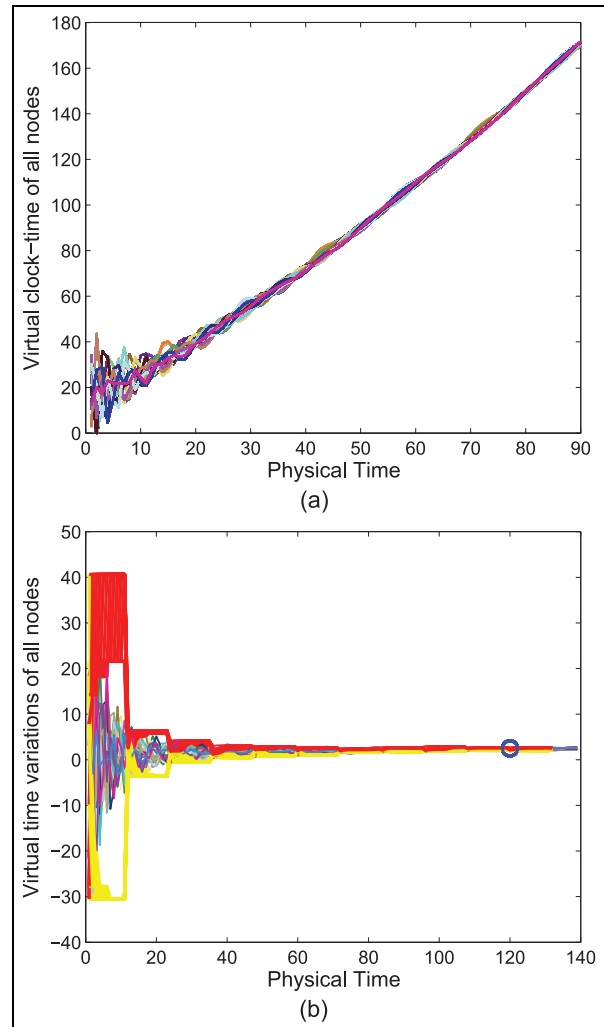 180
160
140
120
100
80
60
40
20
0
Virtual clock−time of all nodes
0 10 20 30 40 50 60 70 80 90
Physical Time
(a)
50
40
30
20
10
0
−10
−20
−30
−40
Virtual time variations of all nodes
0 20 40 60 80 100 120 140
Physical Time
(b)